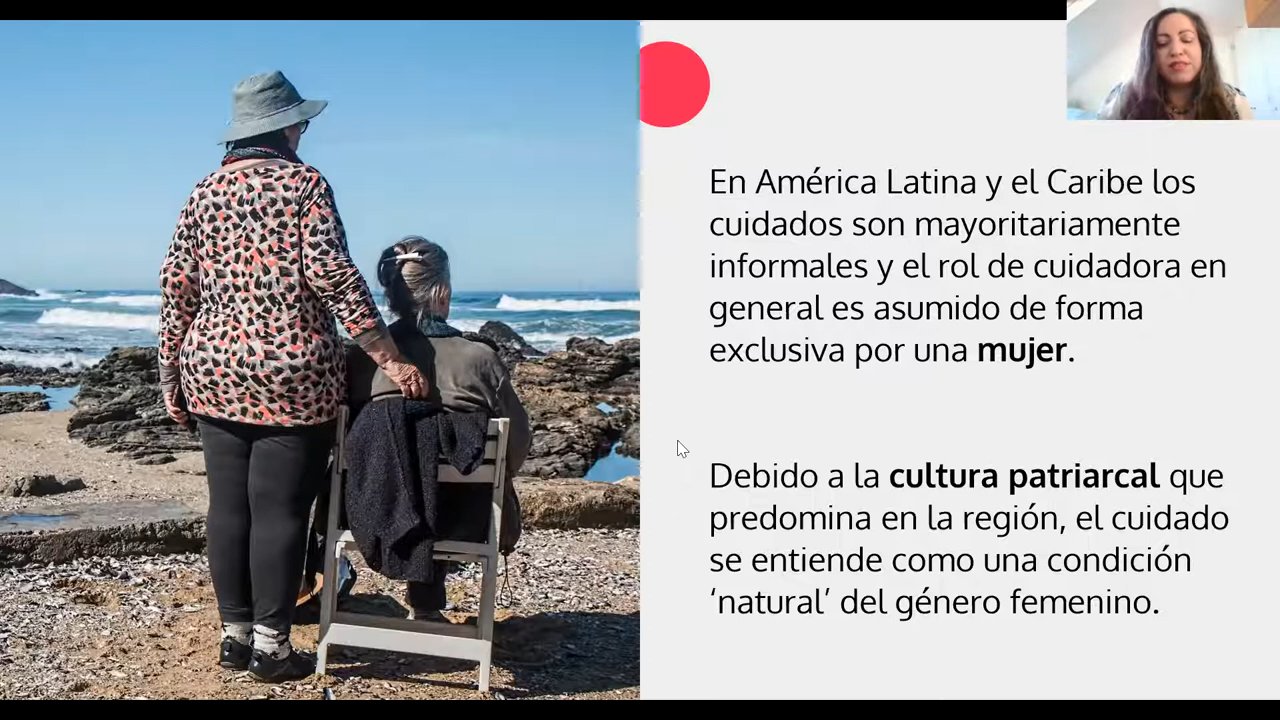 En América Latina y el Caribe los
cuidados son mayoritariamente
informales y el rol de cuidadora en
general es asumido de forma
exclusiva por una mujer.
Debido a la cultura patriarcal que
predomina en la región, el cuidado
se entiende como una condición
‘natural’ del género femenino.